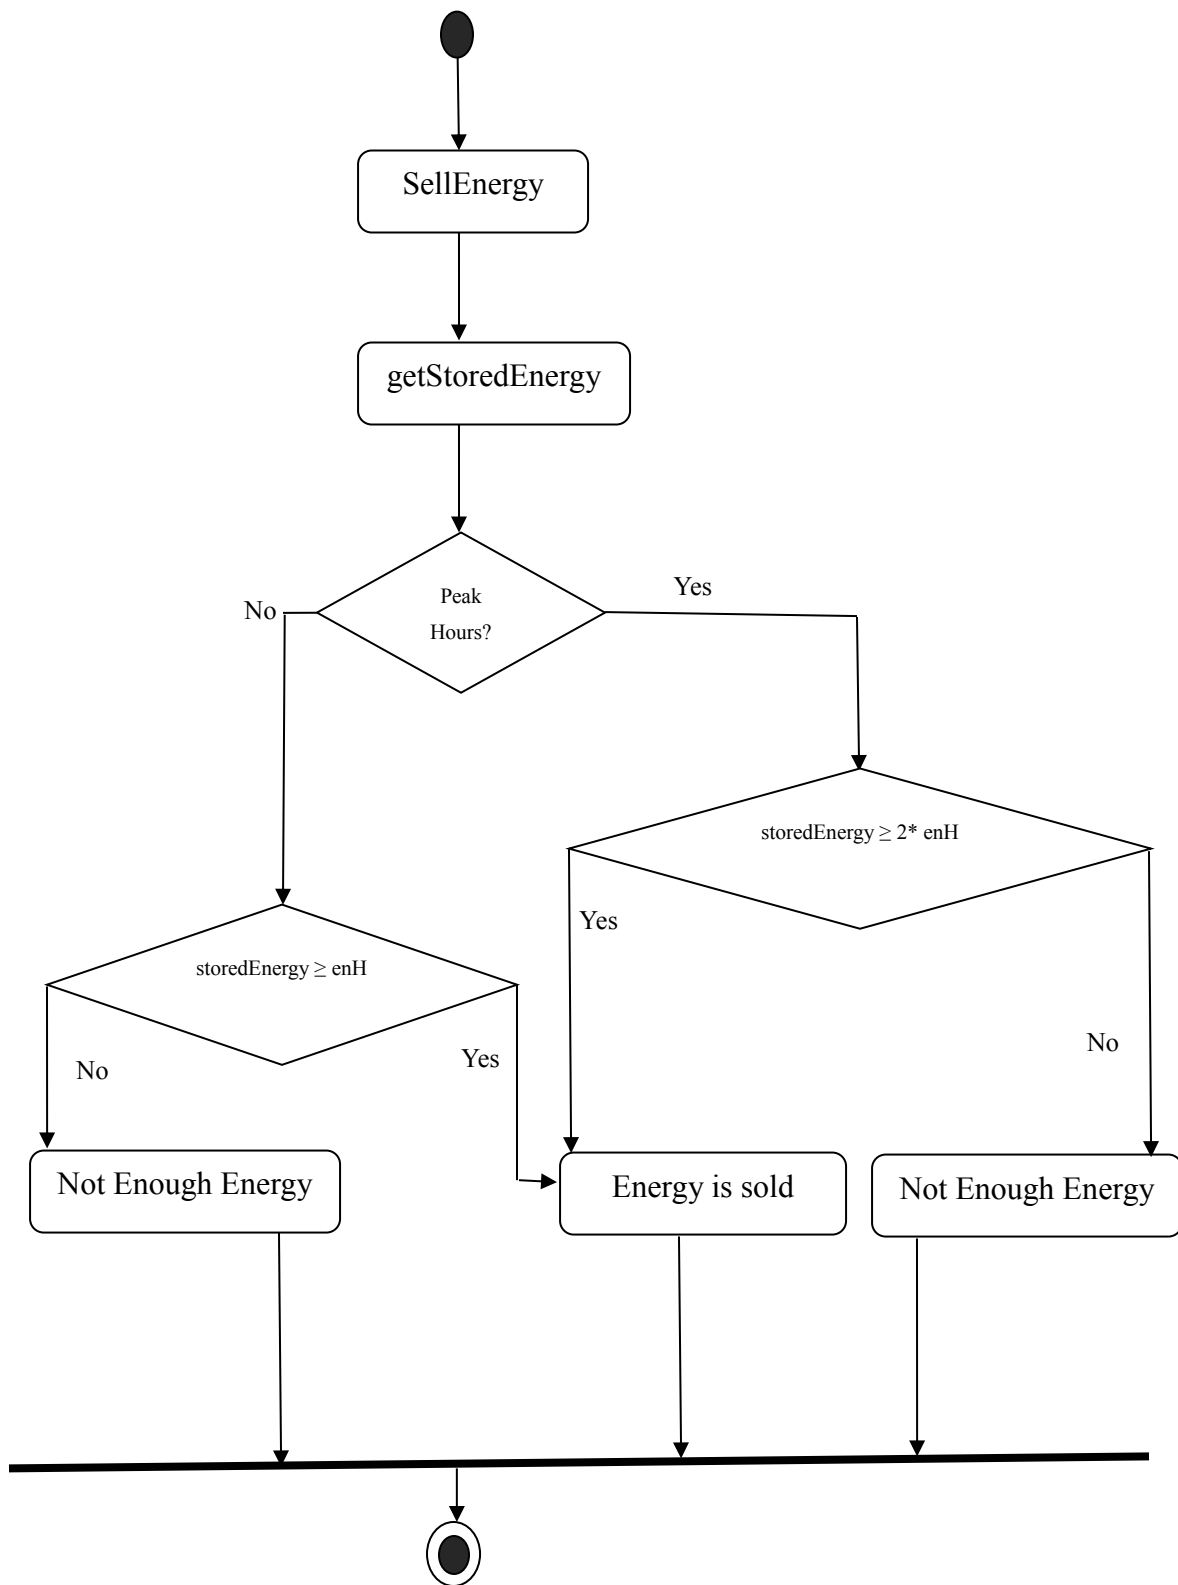 SellEnergy
getStoredEnergy
Peak
Hours?
No
Yes
storedEnergy ≥ 2* enH
Yes
No
storedEnergy ≥ enH
No
Yes
Not Enough Energy
Energy is sold
Not Enough Energy